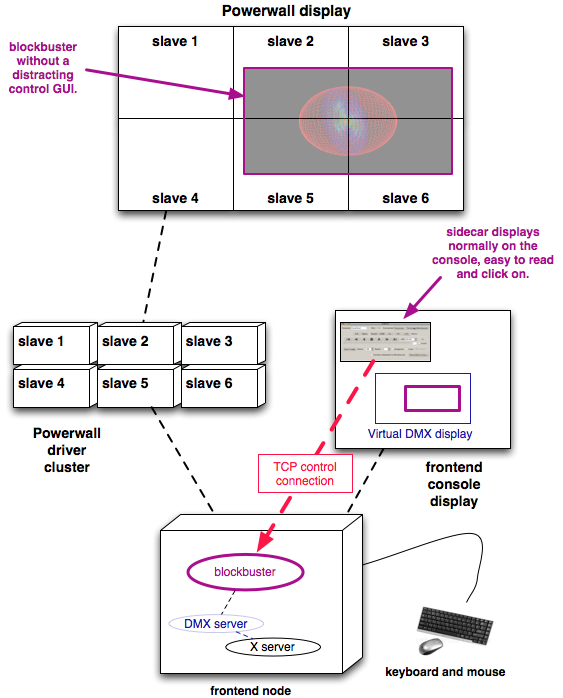 Powerwall display
blockbuster
without a
distracting
control GUI.
slave 1
slave 2
slave 3
slave 4
slave 5
slave 6
sidecar displays
normally on the
console, easy to read
and click on.
slave 1
slave 2
slave 3
slave 4
slave 5
slave 6
Powerwall
driver
cluster
Virtual DMX display
frontend
console
display
TCP control
connection
blockbuster
DMX server
X server
frontend node
keyboard and mouse